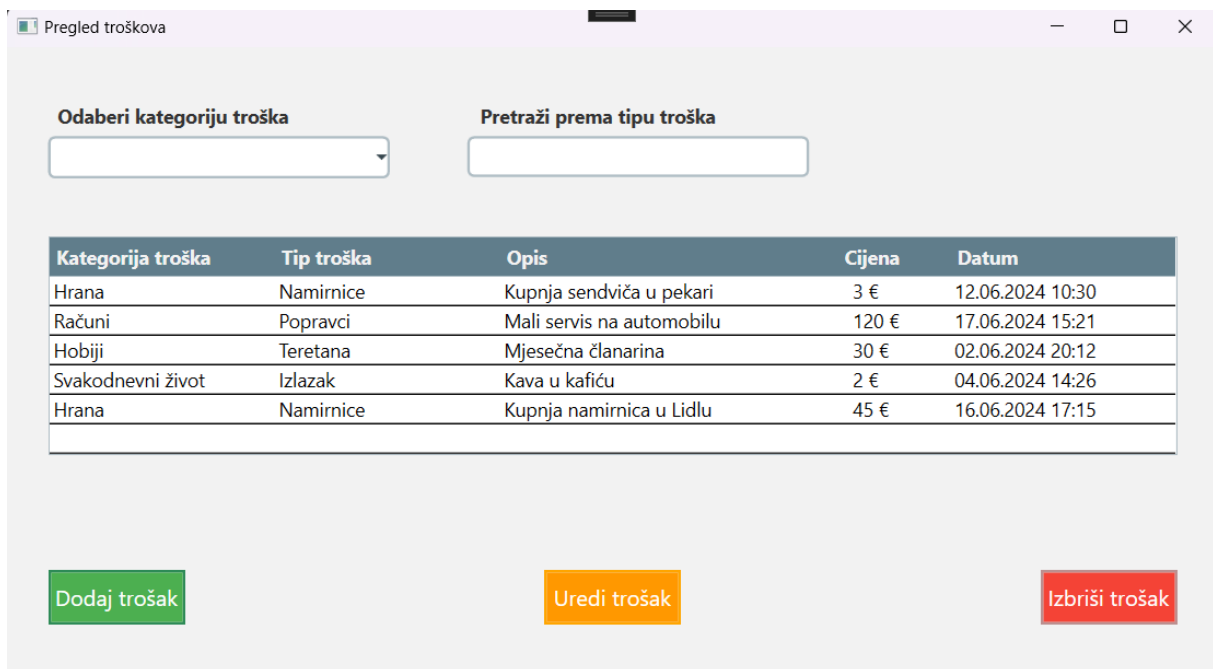 Pregled troškova
Odaberi kategoriju troška Pretraži prema tipu troška
Kategorija troška Tip troška Opis Cijena Datum
Hrana Namirnice Kupnja sendviča u pekari 3 € 12.06.2024 10:30
Računi Popravci Mali servis na automobilu 120 € 17.06.2024 15:21
Hobiji Teretana Mjesečna članarina 30 € 02.06.2024 20:12
Svakodnevni život Izlazak Kava u kafiću 2 € 04.06.2024 14:26
Hrana Namirnice Kupnja namirnica u Lidlu 45 € 16.06.2024 17:15
Dodaj trošak Uredi trošak Izbriši trošak